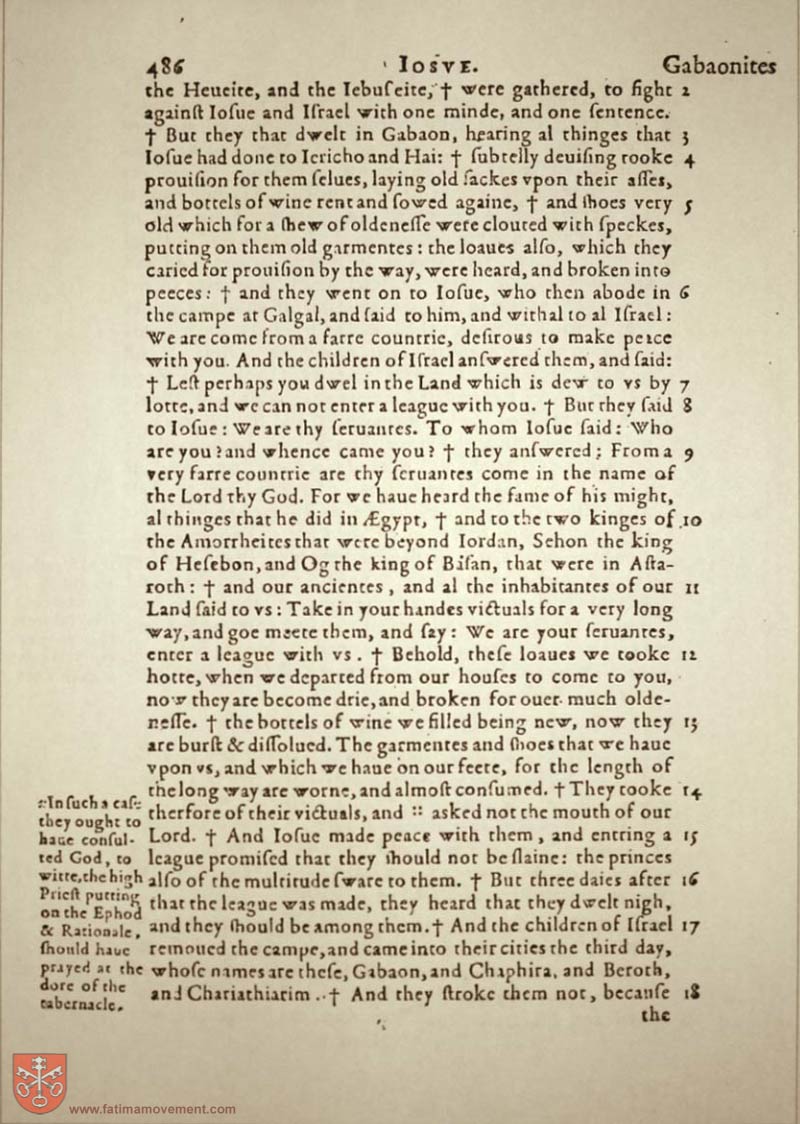 486 IOSVE. Gabaonites
the Heueite, and the Iebuſeite, † were gathered, to fight 2
againſt Ioſue and Iſrael with one minde, and one ſentence.
† But they that dwelt in Gabaon, hearing al thinges that 3
Ioſue had done to Iericho and Hai: † ſubtelly deuiſing tooke 4
prouiſion for them ſelues, laying old ſackes vpon their aſſes,
and bottels of wine rent and ſowed againe, † and ſhoes very 5
old which for a ſhew of oldeneſſe were clouted with ſpeckes,
putting on them old garmentes: the loaues alſo, which they
caried for prouiſion by the way, were heard, and broken into
peeces: † and they went on to Ioſue, who then abode in 6
the campe at Galgal, and ſaid to him, and withal to al Iſrael:
We are come from a farre countrie, deſirous to make peace
with you. And the children of Iſrael anſwered them, and ſaid:
† Leſt perhaps you dwel in the Land which is dew to vs by 7
lotte, and we can not enter a league with you. † But they ſaid 8
to Ioſue: We are thy ſeruantes. To whom Ioſue ſaid: Who
are you? and whence came you? † they anſwered; From a 9
very farre countrie are thy ſeruantes come in the name of
the Lord thy God. For we haue heard the fame of his might,
al thinges that he did in Ægypt, † and to the two kinges of 10
the Amorrheites that were beyond Iordan, Sehon the king
of Heſebon, and Og the king of Baſan, that were in Aſta-
roth: † and our ancientes, and al the inhabitantes of our 11
Land ſaid to vs: Take in your handes victuals for a very long
way, and goe meete them, and ſay: We are your ſeruantes,
enter a league with vs. † Behold, theſe loaues we tooke 12
hotte, when we departed from our houſes to come to you,
now they are become drie, and broken for ouer much olde-
neſſe. † the bottels of wine we filled being new, now they 13
are burſt & diſſolued. The garmentes and ſhoes that we haue
vpon vs, and which we haue on our feete, for the length of
the long way are worne, and almoſt conſumed. † They tooke 14
therfore of their victuals, and :: asked not the mouth of our
Lord. † And Ioſue made peace with them, and entring a 15
league promiſed that they ſhould not be ſlaine: the princes
alſo of the multitude ſware to them. † But three daies after 16
that the league was made, they heard that they dwelt nigh,
and they ſhould be among them. † And the children of Iſrael 17
remoued the campe, and came into their cities the third day,
whoſe names are theſe, Gabaon, and Chaphira, and Beroth,
and Chariathiarim. † And they ſtroke them not, becauſe 18
the
:: In ſuch a caſe
they ought to
haue conſul-
ted God, to
witte, the high
Prieſt putting
on the Ephod
& Rationale,
ſhould haue
prayed at the
dore of the
tabernacle.
www.fatimamovement.com